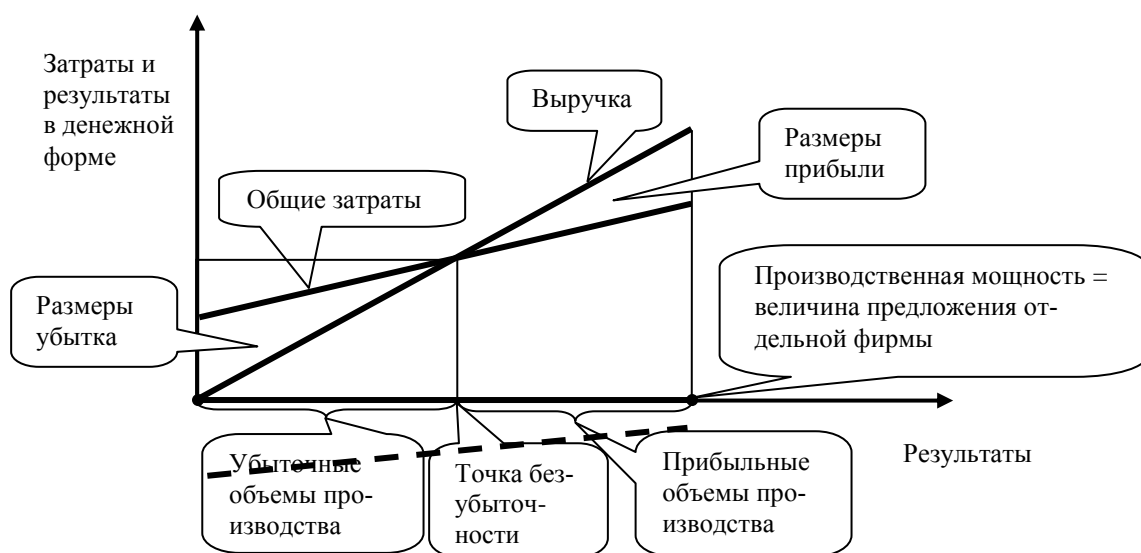 Затраты и
результаты
в денежной
форме
Выручка
Размеры
прибыли
Общие затраты
Размеры
убытка
Производственная мощность =
величина предложения от-
дельной фирмы
Результаты
Убыточные
объемы про-
изводства
Точка без-
убыточ-
ности
Прибыльные
объемы про-
изводства